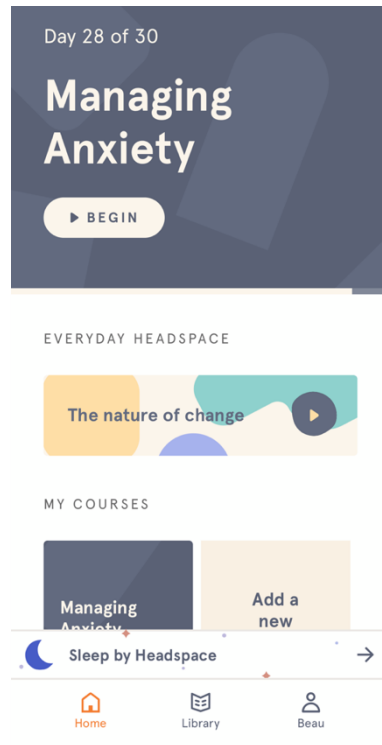 Day 28 of 30
Managing
Anxiety
BEGIN
EVERYDAY HEADSPACE
The nature of change
MY COURSES
Managing
Anxiety
Add a
new
Sleep by Headspace
Home
Library
Beau